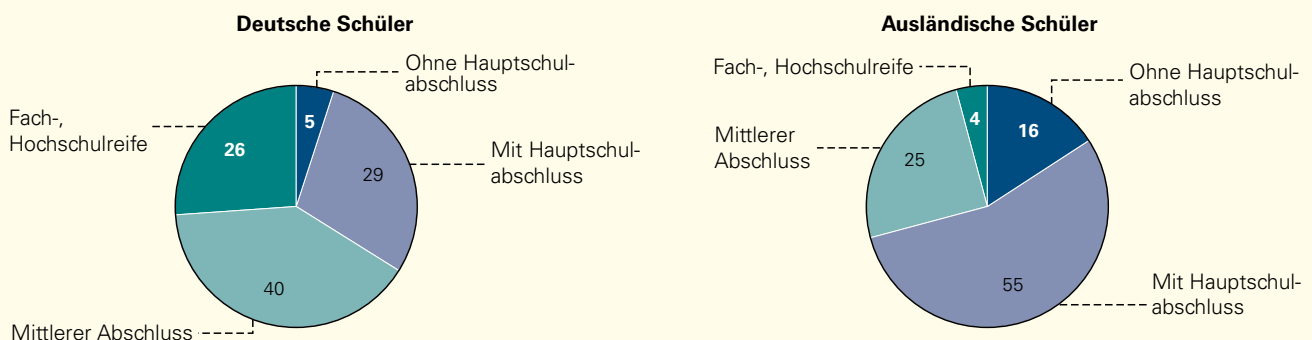 Deutsche Schüler
Ohne Hauptschul-
abschluss
Fach-,
Hochschulreife
5
26
29
Mit Hauptschul-
abschluss
40
Mittlerer Abschluss
Ausländische Schüler
Fach-, Hochschulreife
Ohne Hauptschul-
abschluss
4
16
Mittlerer
Abschluss
25
55
Mit Hauptschul-
abschluss